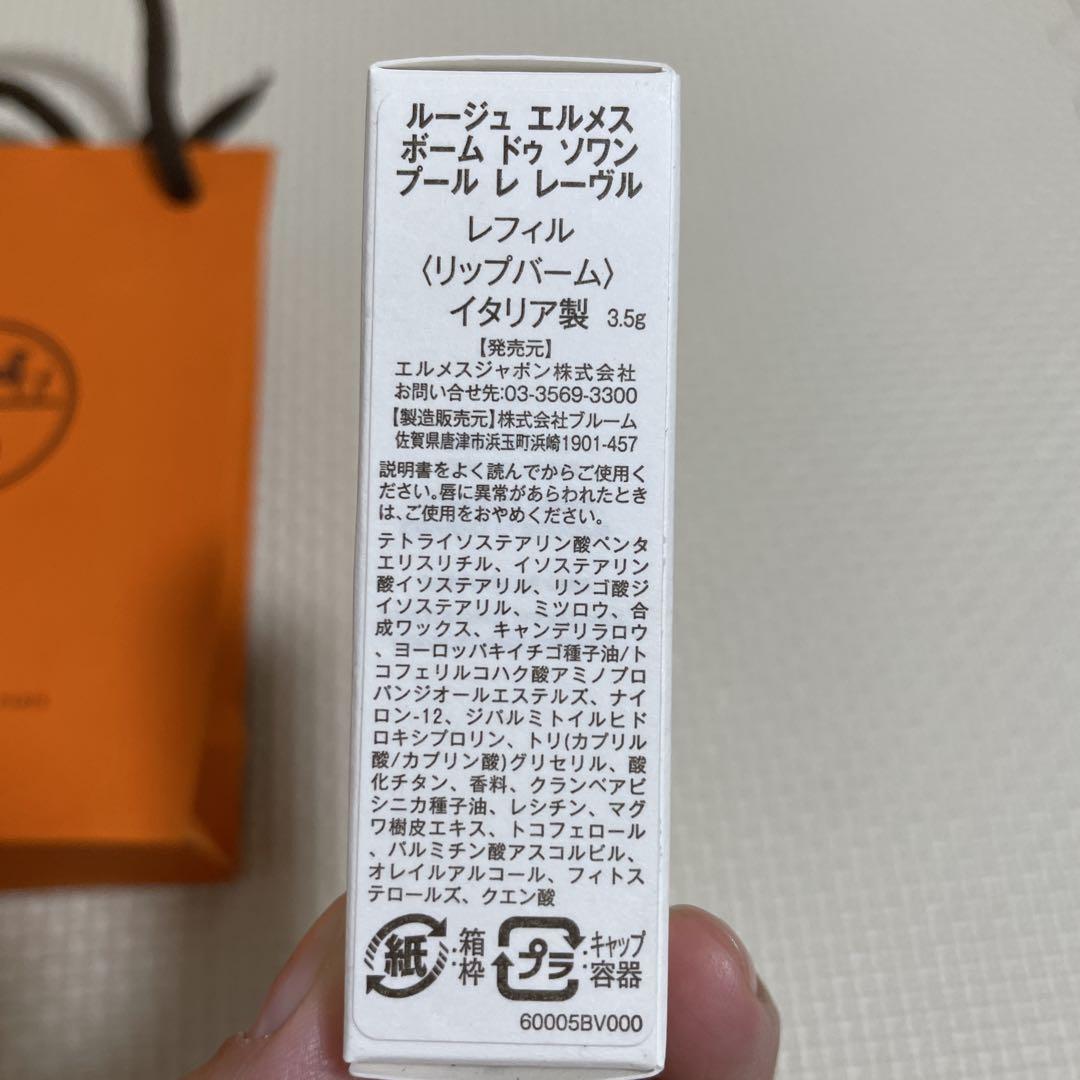 ルージュ エルメス
ボーム ドゥ ソワン
プール レ レーヴル
レフィル
〈リップバーム〉
イタリア製 3.5g
【発売元】
エルメスジャポン株式会社
お問い合せ先:03-3569-3300
【製造販売元】株式会社ブルーム
佐賀県唐津市浜玉町浜崎1901-457
説明書をよく読んでからご使用く
ださい。唇に異常があらわれたとき
は、ご使用をおやめください。
テトライソステアリン酸ペンタ
エリスリチル、イソステアリン
酸イソステアリル、リンゴ酸ジ
イソステアリル、ミツロウ、合
成ワックス、キャンデリラロウ
、ヨーロッパキイチゴ種子油/ト
コフェリルコハク酸アミノプロ
パンジオールエステルズ、ナイ
ロン-12、ジパルミトイルヒド
ロキシプロリン、トリ(カプリル
酸/カプリン酸)グリセリル、酸
化チタン、香料、クランベアビ
シニカ種子油、レシチン、マグ
ワ樹皮エキス、トコフェロール
、パルミチン酸アスコルビル、
オレイルアルコール、フィトス
テロールズ、クエン酸
紙 箱 枠
プラ キャップ 容器
60005BV000